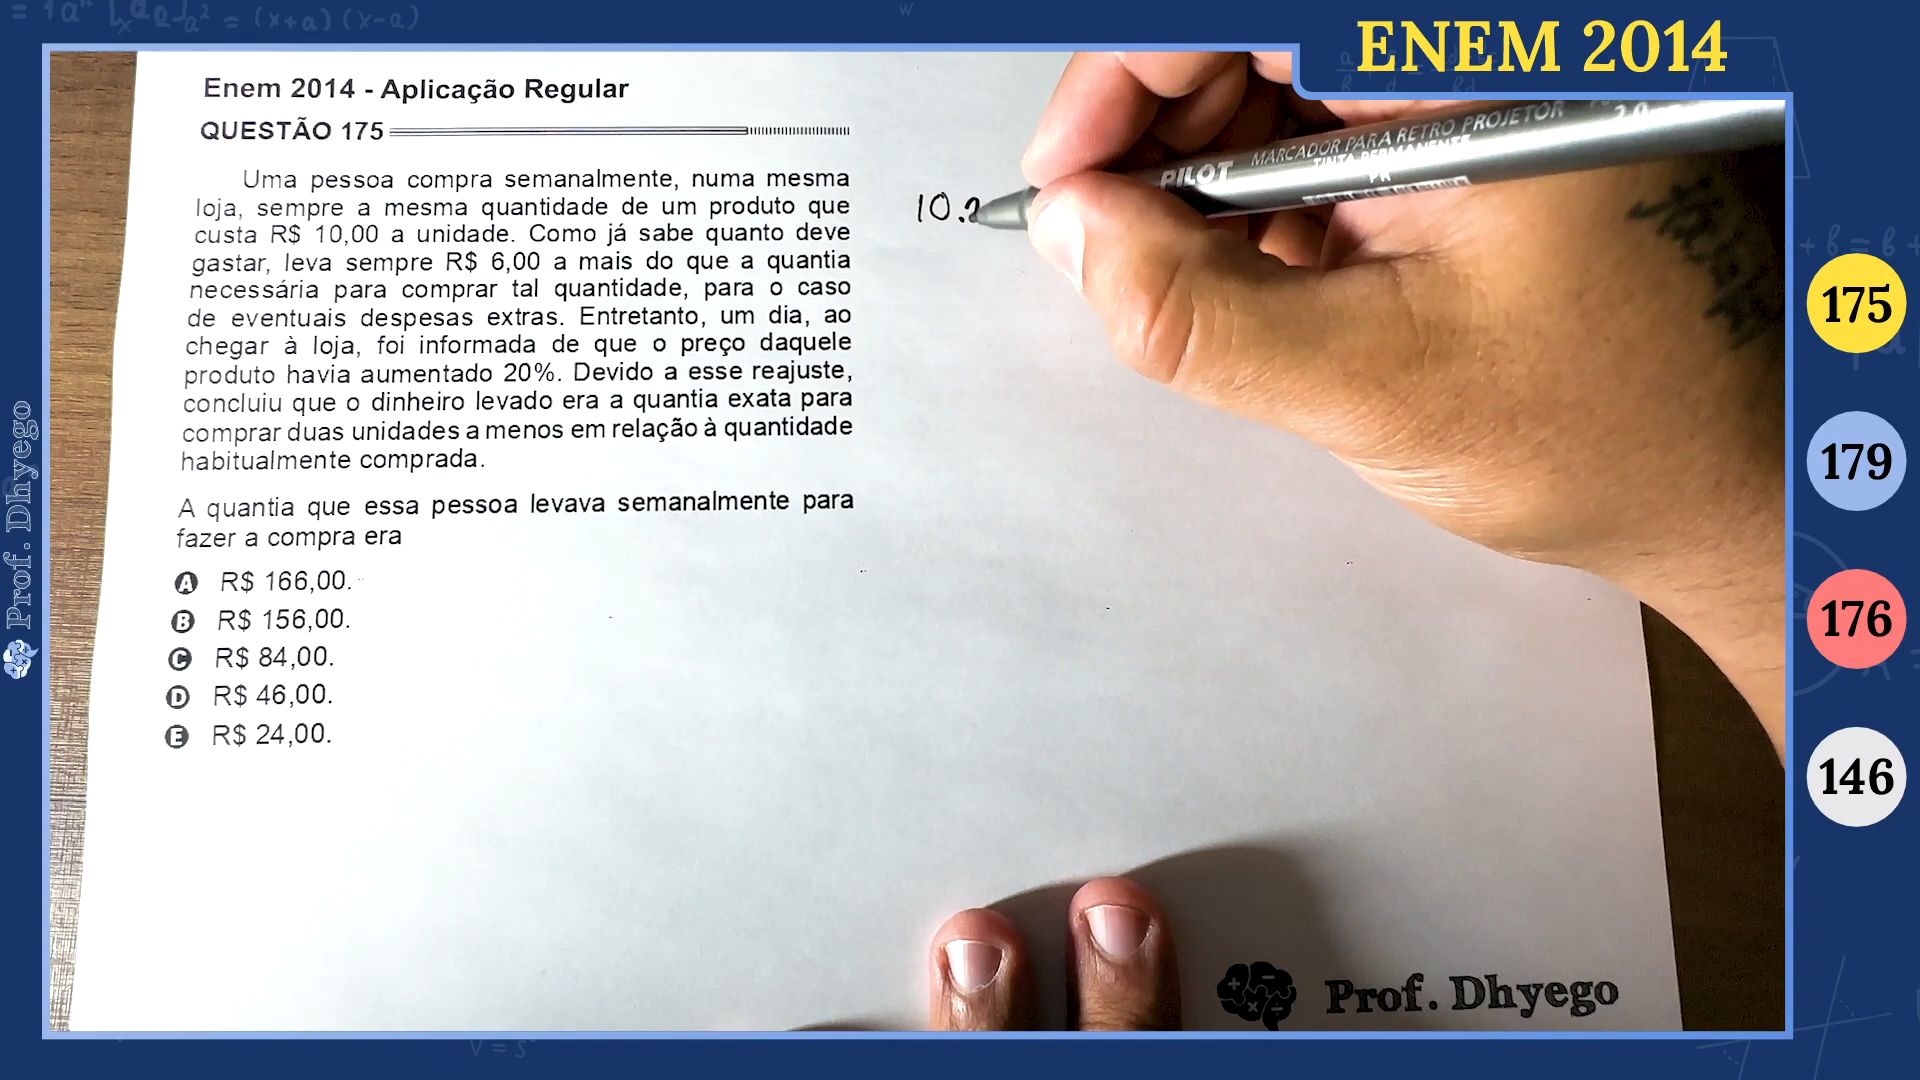 ENEM 2014
Enem 2014 - Aplicação Regular
QUESTÃO 175
Uma pessoa compra semanalmente, numa mesma
loja, sempre a mesma quantidade de um produto que
custa R$ 10,00 a unidade. Como já sabe quanto deve
gastar, leva sempre R$ 6,00 a mais do que a quantia
necessária para comprar tal quantidade, para o caso
de eventuais despesas extras. Entretanto, um dia, ao
chegar à loja, foi informada de que o preço daquele
produto havia aumentado 20%. Devido a esse reajuste,
concluiu que o dinheiro levado era a quantia exata para
comprar duas unidades a menos em relação à quantidade
habitualmente comprada.
A quantia que essa pessoa levava semanalmente para
fazer a compra era
A R$ 166,00.
B R$ 156,00.
C R$ 84,00.
D R$ 46,00.
E R$ 24,00.
10.
PILOT MARCADOR PARA RETRO PROJETOR 2.0
TINTA PERMANENTE
175
179
176
146
Prof. Dhyego
Prof. Dhyego
= (x+a)(x-a)